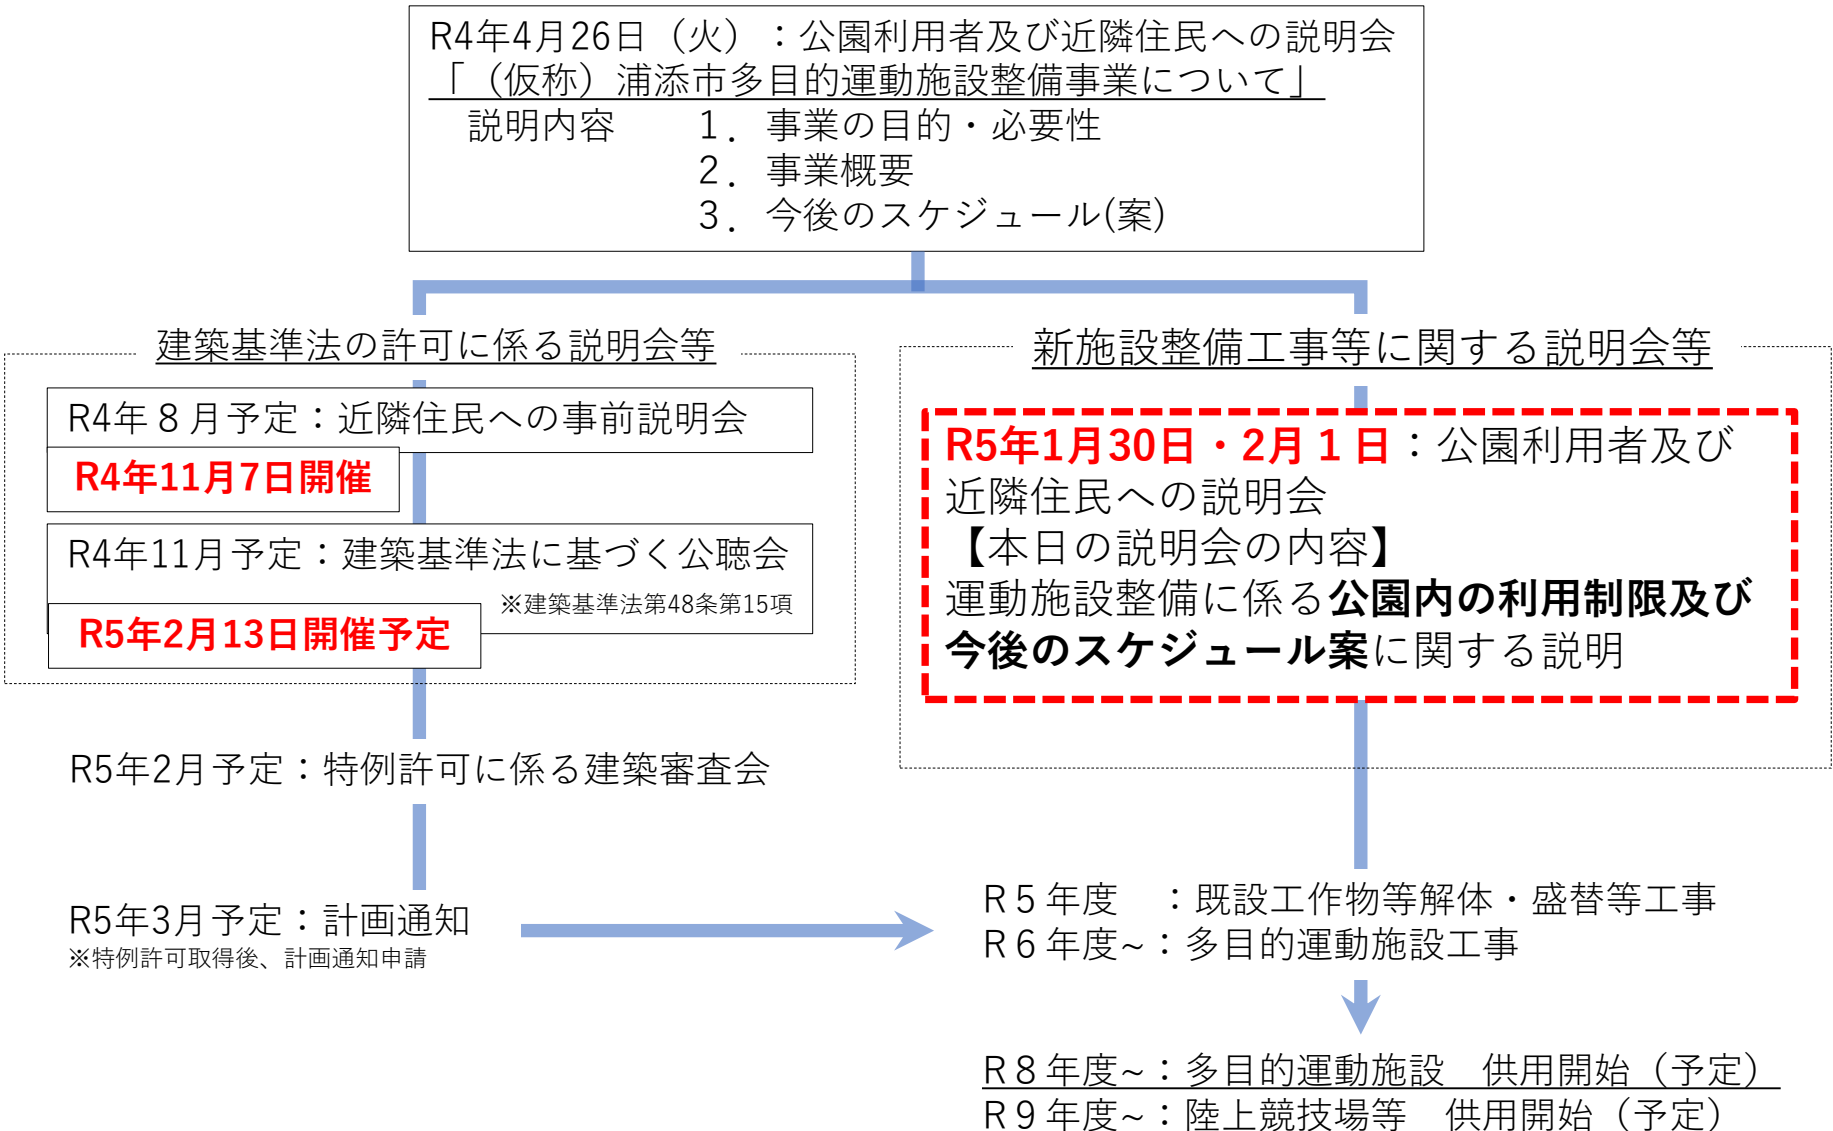 R4年4月26日（火）：公園利用者及び近隣住民への説明会
「（仮称）浦添市多目的運動施設整備事業について」
説明内容　１．事業の目的・必要性
２．事業概要
３．今後のスケジュール(案)
建築基準法の許可に係る説明会等
R4年８月予定：近隣住民への事前説明会
R4年11月7日開催
R4年11月予定：建築基準法に基づく公聴会
※建築基準法第48条第15項
R5年2月13日開催予定
R5年2月予定：特例許可に係る建築審査会
R5年3月予定：計画通知
※特例許可取得後、計画通知申請
新施設整備工事等に関する説明会等
R5年1月30日・2月１日：公園利用者及び
近隣住民への説明会
【本日の説明会の内容】
運動施設整備に係る公園内の利用制限及び
今後のスケジュール案に関する説明
R５年度　：既設工作物等解体・盛替等工事
R６年度~：多目的運動施設工事
R８年度~：多目的運動施設　供用開始（予定）
R９年度~：陸上競技場等　供用開始（予定）